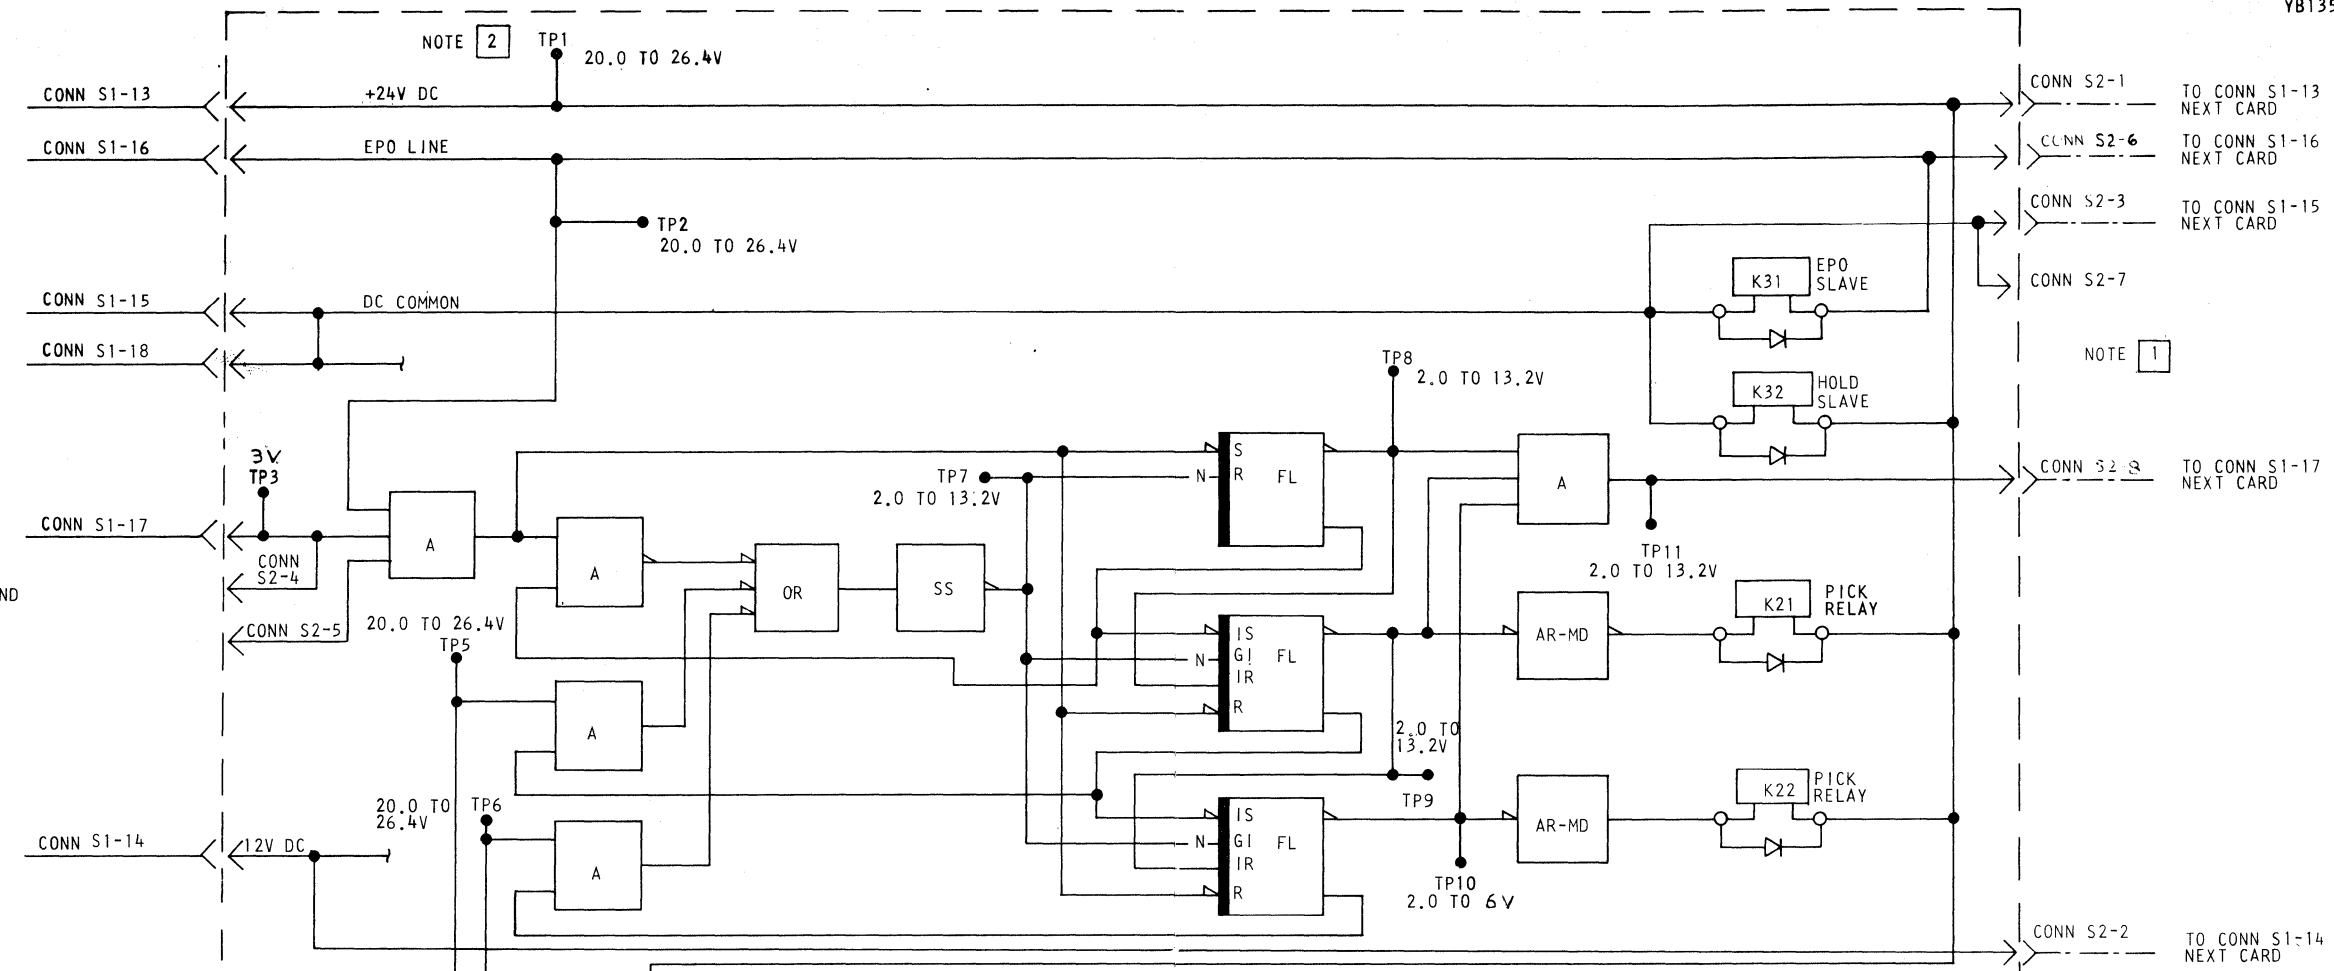 YB135
NOTE 2
TP1
20.0 TO 26.4V
CONN S1-13
+24V DC
CONN S2-1
TO CONN S1-13
NEXT CARD
CONN S1-16
EPO LINE
CONN S2-6
TO CONN S1-16
NEXT CARD
TP2
20.0 TO 26.4V
CONN S2-3
TO CONN S1-15
NEXT CARD
K31
EPO
SLAVE
CONN S2-7
CONN S1-15
DC COMMON
CONN S1-18
NOTE 1
TP8
2.0 TO 13.2V
K32
HOLD
SLAVE
3V
TP3
TP7
2.0 TO 13.2V
S
N
R
FL
A
CONN S2-8
TO CONN S1-17
NEXT CARD
CONN S1-17
CONN
S2-4
A
A
OR
SS
TP11
2.0 TO 13.2V
ND
CONN S2-5
20.0 TO 26.4V
TP5
IS
N
GI
FL
IR
R
AR-MD
K21
PICK
RELAY
A
2.0 TO
13.2V
TP9
20.0 TO
26.4V
TP6
IS
N
GI
FL
IR
R
AR-MD
K22
PICK
RELAY
CONN S1-14
12V DC
A
TP10
2.0 TO 6V
CONN S2-2
TO CONN S1-14
NEXT CARD